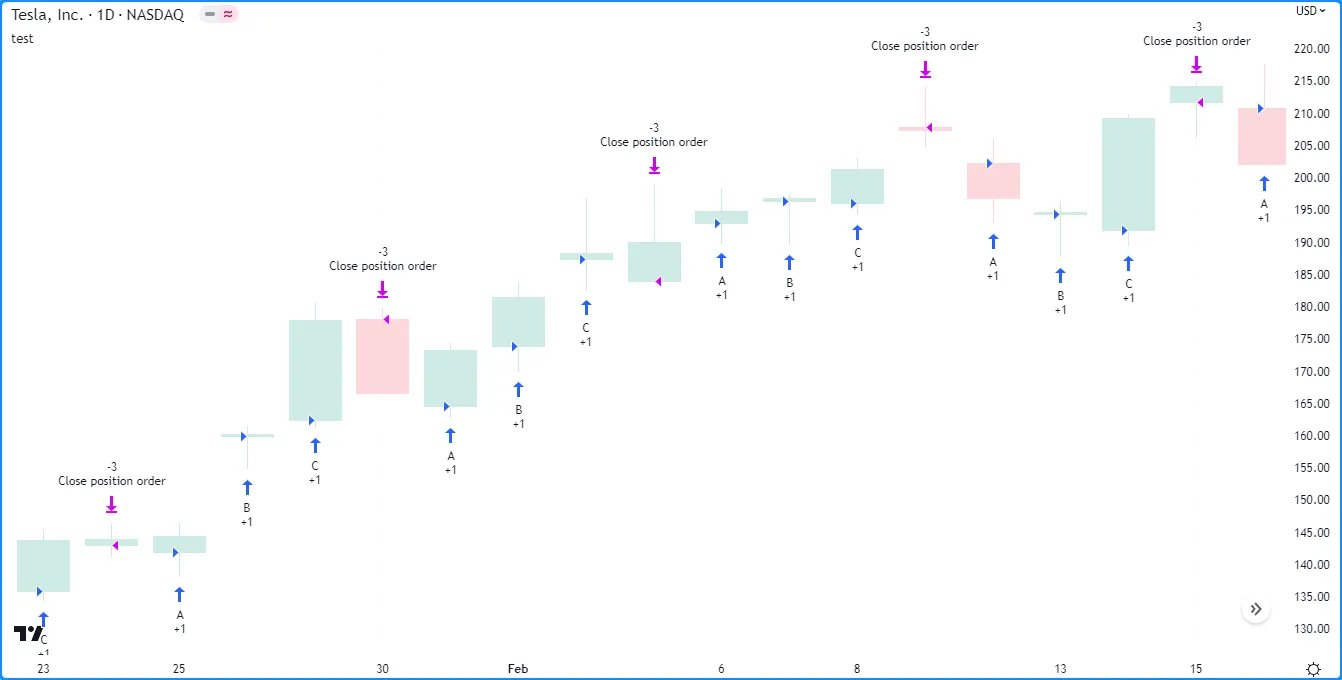 Tesla, Inc. · 1D · NASDAQ
USD
test
-3
Close position order
-3
Close position order
220.00
215.00
210.00
205.00
200.00
195.00
190.00
185.00
180.00
175.00
170.00
165.00
160.00
155.00
150.00
145.00
140.00
135.00
130.00
-3
Close position order
-3
Close position order
-3
Close position order
C
+1
A
+1
B
+1
C
+1
A
+1
B
+1
C
+1
A
+1
B
+1
C
+1
A
+1
B
+1
C
+1
A
+1
23
25
30
Feb
6
8
13
15